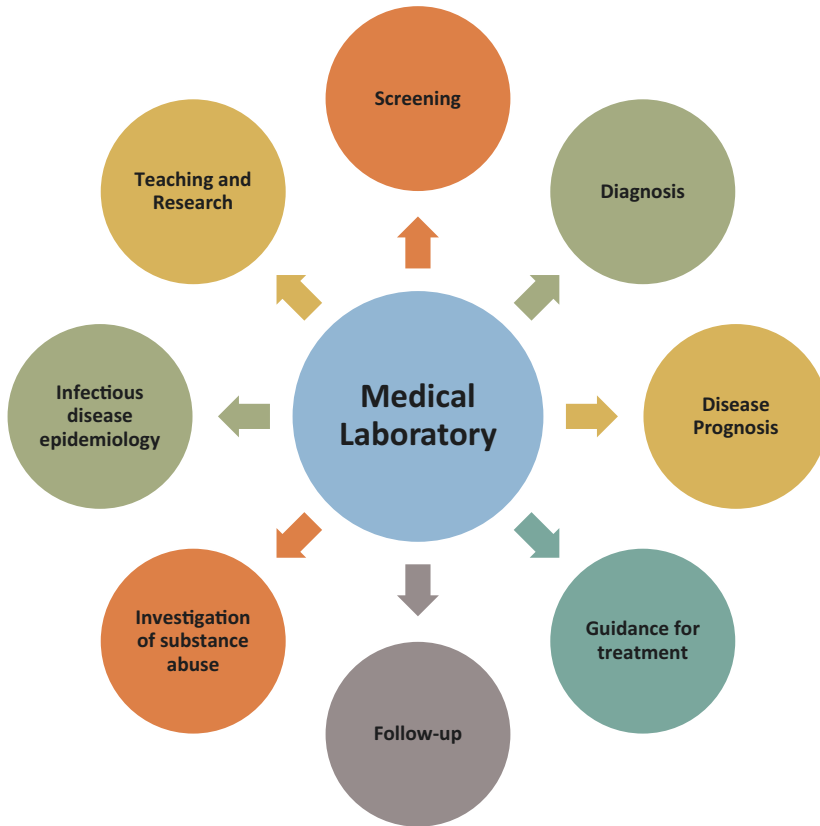 Screening
Teaching and
Research
Diagnosis
Medical
Laboratory
Infectious
disease
epidemiology
Disease
Prognosis
Investigation
of substance
abuse
Guidance for
treatment
Follow-up